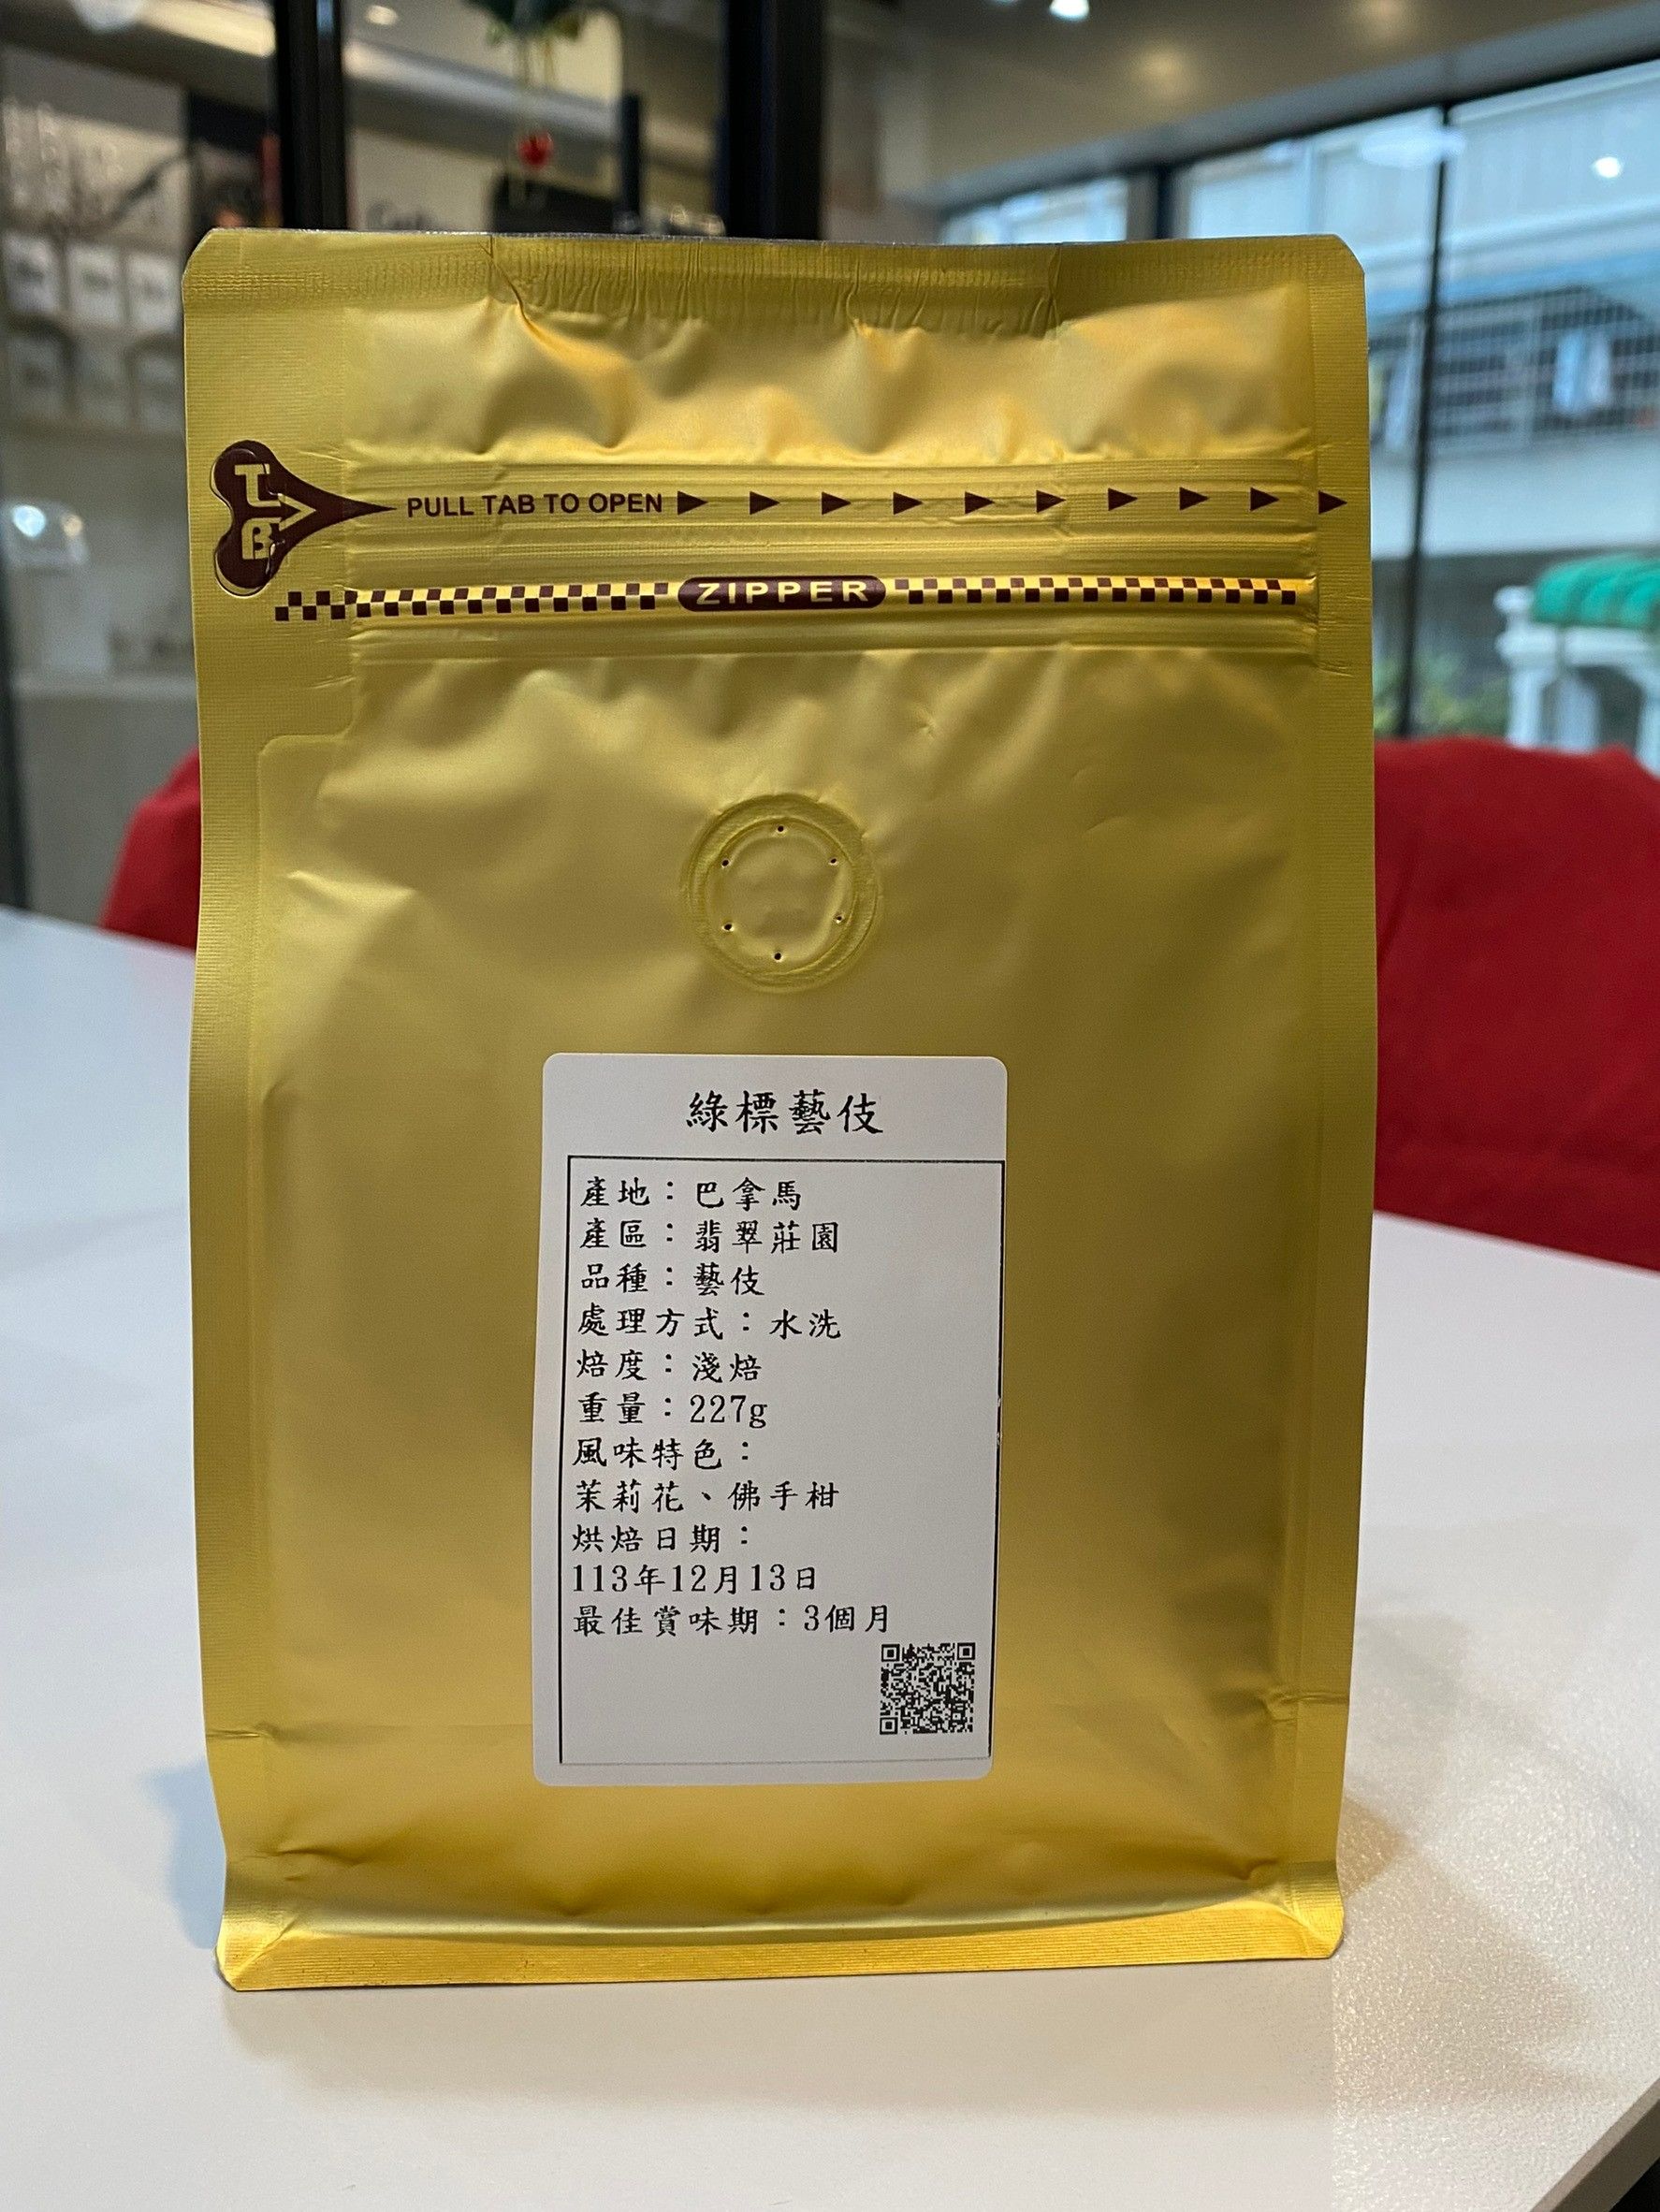 TAB
PULL TAB TO OPEN
ZIPPER
綠標藝伎
產地：巴拿馬
產區：翡翠莊園
品種：藝伎
處理方式：水洗
焙度：淺焙
重量：227g
風味特色：
茉莉花、佛手柑
烘焙日期：
113年12月13日
最佳賞味期：3個月